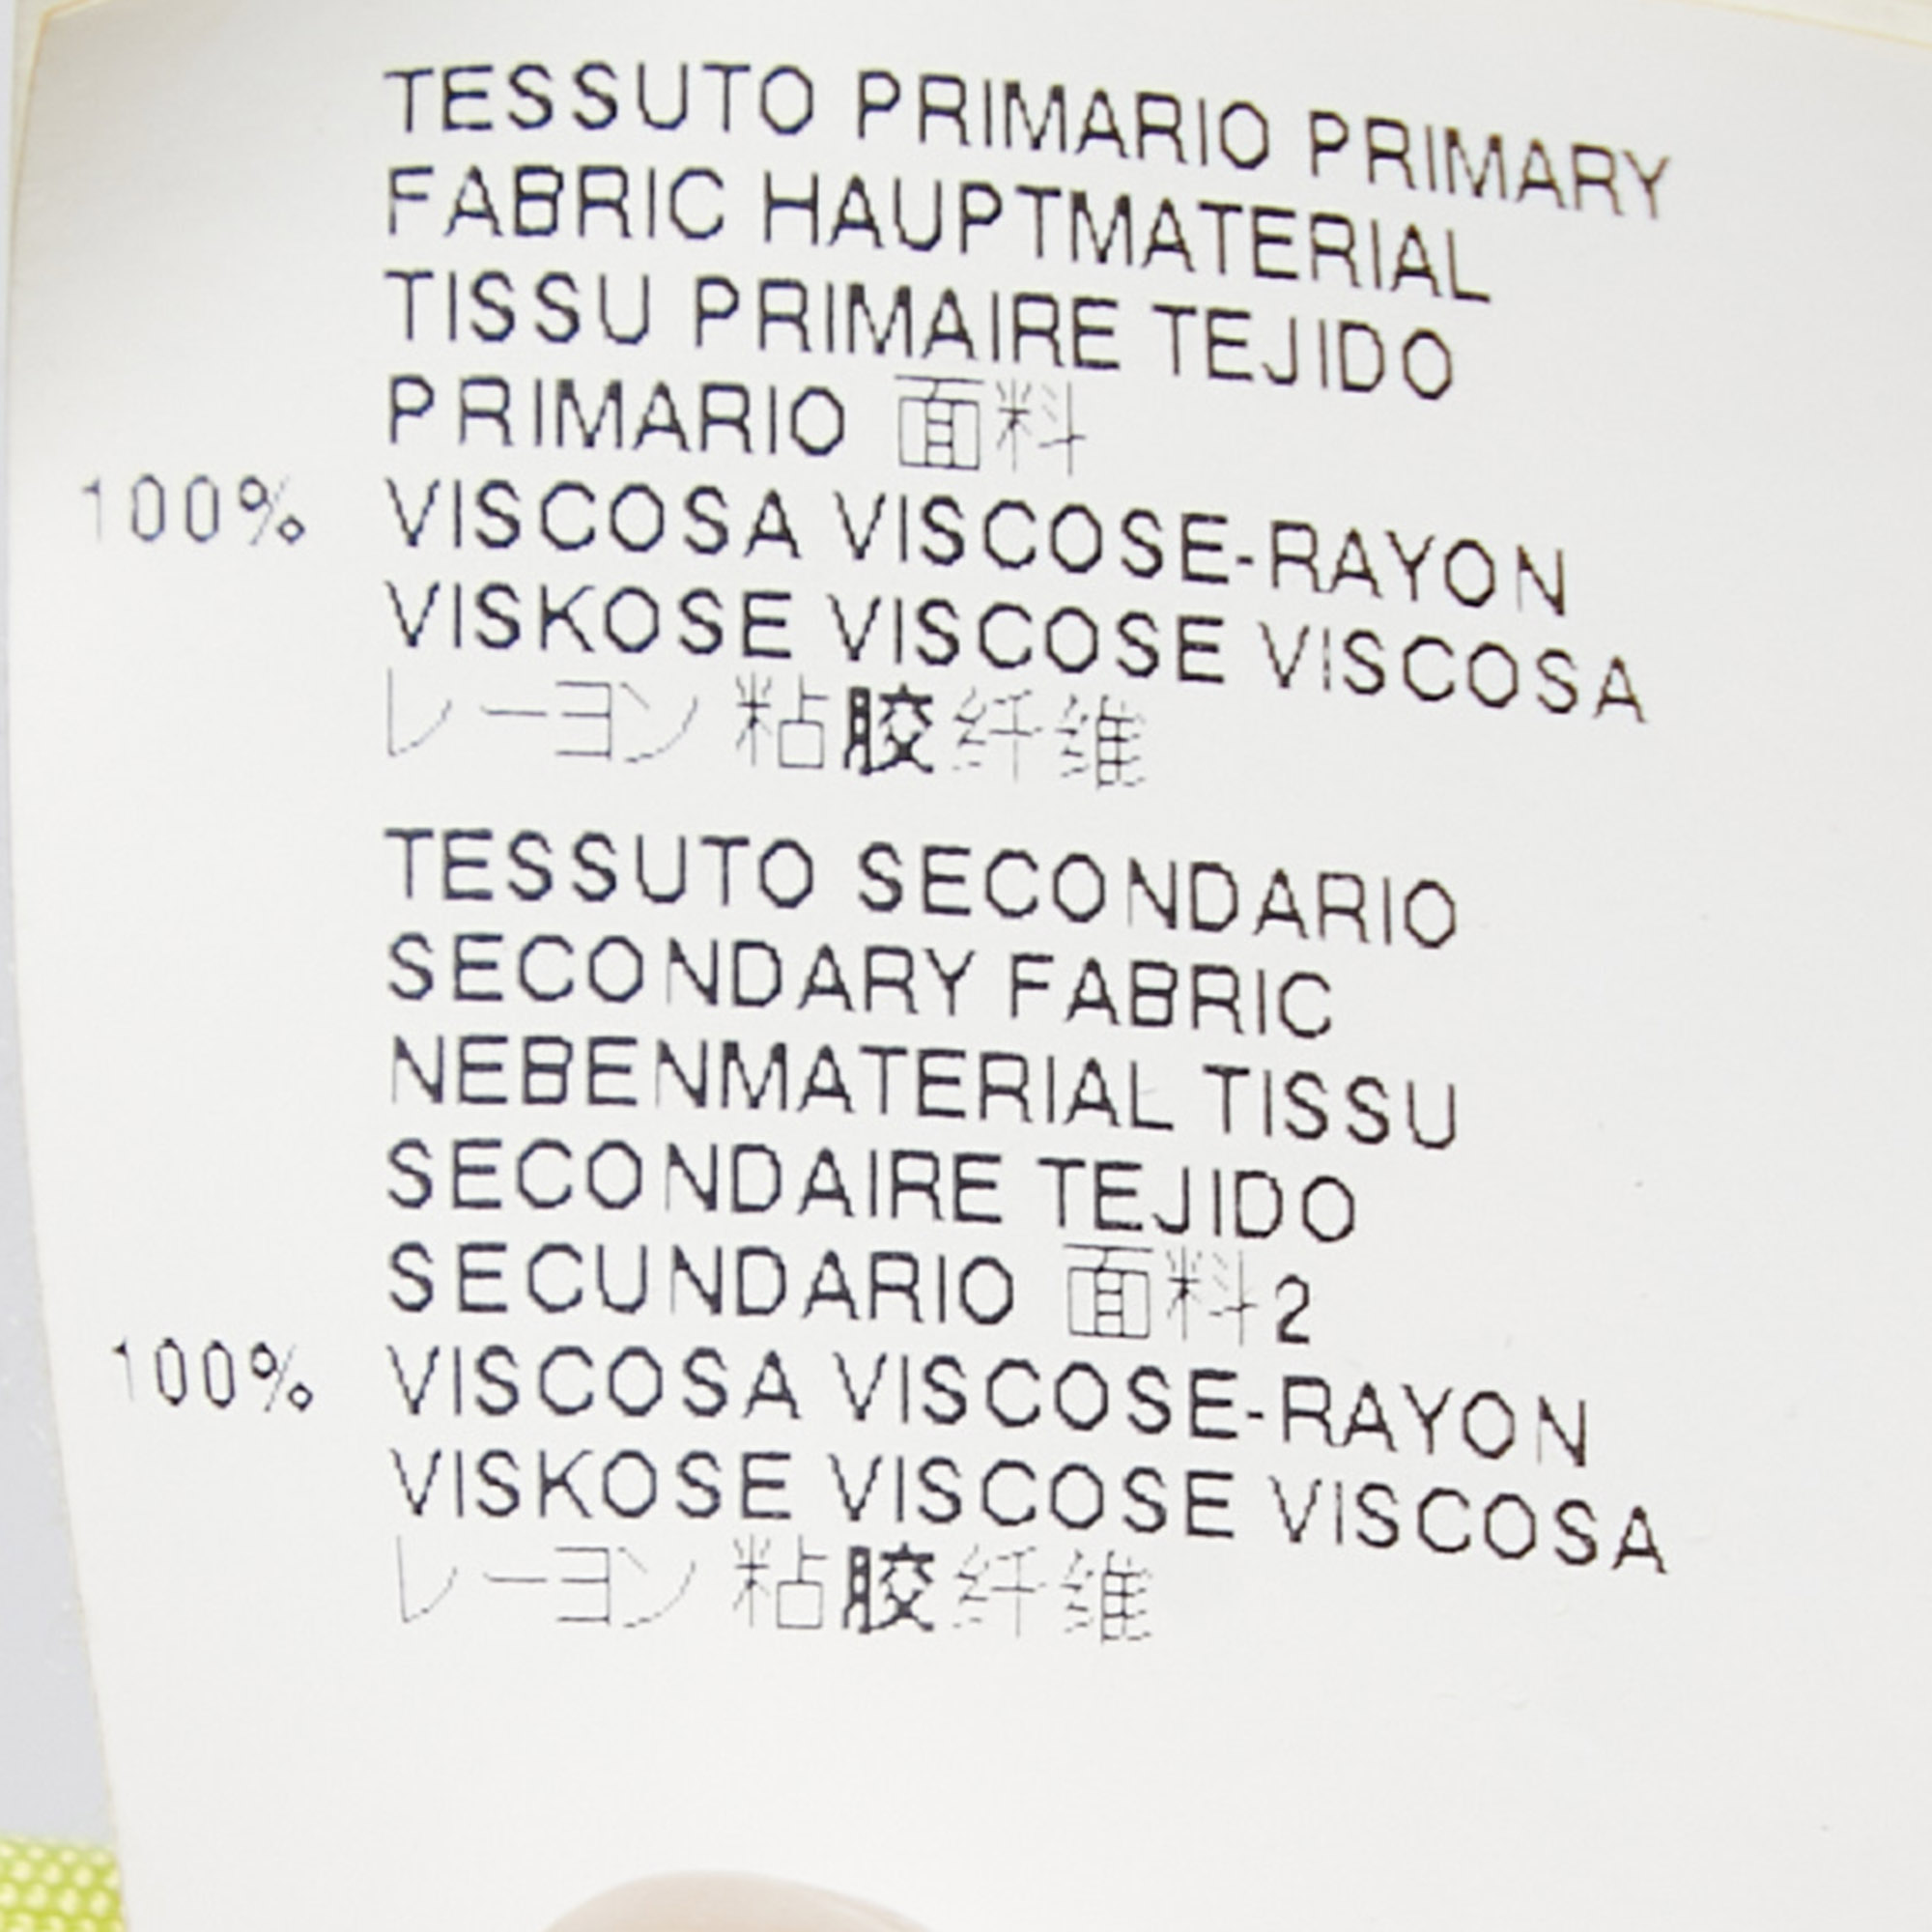 TESSUTO PRIMARIO PRIMARY
FABRIC HAUPTMATERIAL
TISSU PRIMAIRE TEJIDO
PRIMARIO 面料
100% VISCOSA VISCOSE-RAYON
VISKOSE VISCOSE VISCOSA
レーヨン 粘胶纤维
TESSUTO SECONDARIO
SECONDARY FABRIC
NEBENMATERIAL TISSU
SECONDAIRE TEJIDO
SECUNDARIO 面料2
100% VISCOSA VISCOSE-RAYON
VISKOSE VISCOSE VISCOSA
レーヨン 粘胶纤维